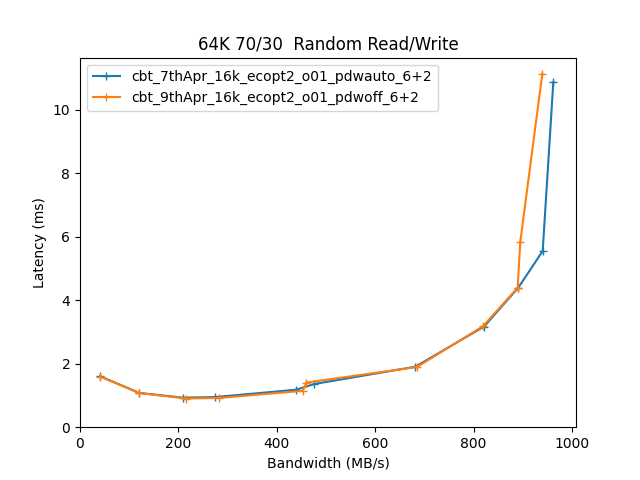 64K 70/30  Random Read/Write
cbt_7thApr_16k_ecopt2_o01_pdwauto_6+2
cbt_9thApr_16k_ecopt2_o01_pdwoff_6+2
Latency (ms)
10
8
6
4
2
0
0 200 400 600 800 1000
Bandwidth (MB/s)